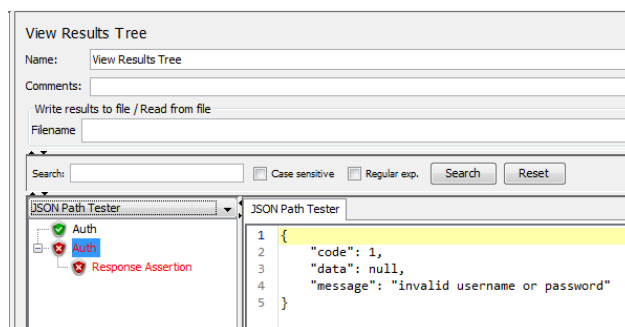 View Results Tree
Name: View Results Tree
Comments:
Write results to file / Read from file
Filename
Search: Case sensitive Regular exp. Search Reset
JSON Path Tester JSON Path Tester
Auth
Auth
Response Assertion
1 {
2 "code": 1,
3 "data": null,
4 "message": "invalid username or password"
5 }